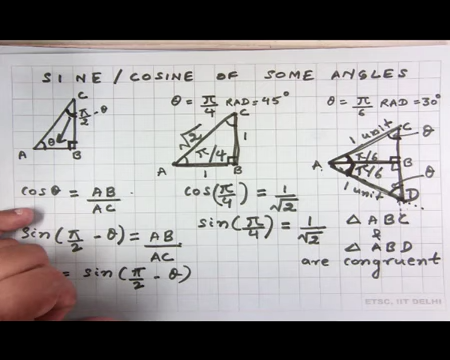 SINE/COSINE OF SOME ANGLES
C
π/2 - θ
θ
A
B
θ = π/4 RAD = 45°
C
√2
1
π/4
A
1
B
θ = π/6 RAD = 30°
1 unit
C
θ
π/6
A
B
π/6
θ
1 unit
D
cosθ = AB/AC
cos(π/4) = 1/√2
sin(π/2 - θ) = AB/AC
sin(π/4) = 1/√2
= sin(π/2 - θ)
△ ABC
&
△ ABD
are congruent
ETSC, IIT DELHI